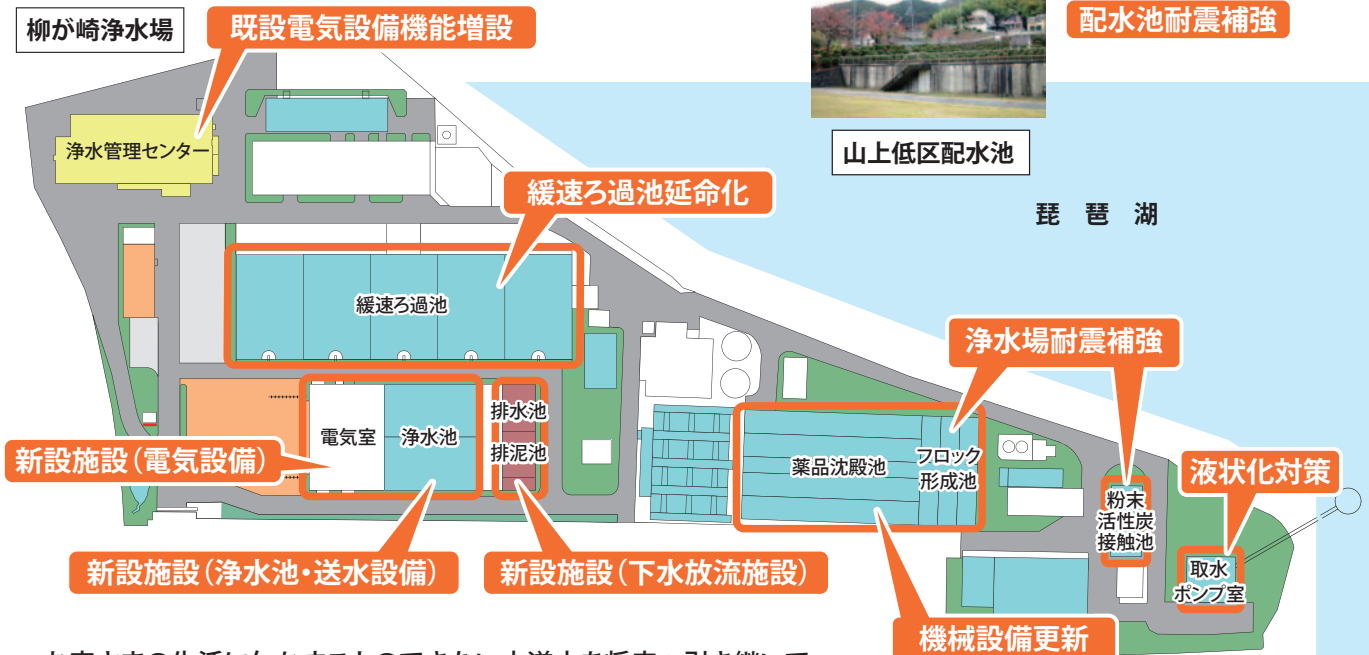 柳が崎浄水場
既設電気設備機能増設
配水池耐震補強
浄水管理センター
山上低区配水池
緩速ろ過池延命化
琵琶湖
緩速ろ過池
浄水場耐震補強
電気室
浄水池
排水池
排泥池
新設施設(電気設備)
薬品沈殿池
フロック
形成池
粉末
活性炭
接触池
液状化対策
取水
ポンプ室
新設施設(浄水池・送水設備)
新設施設(下水放流施設)
機械設備更新